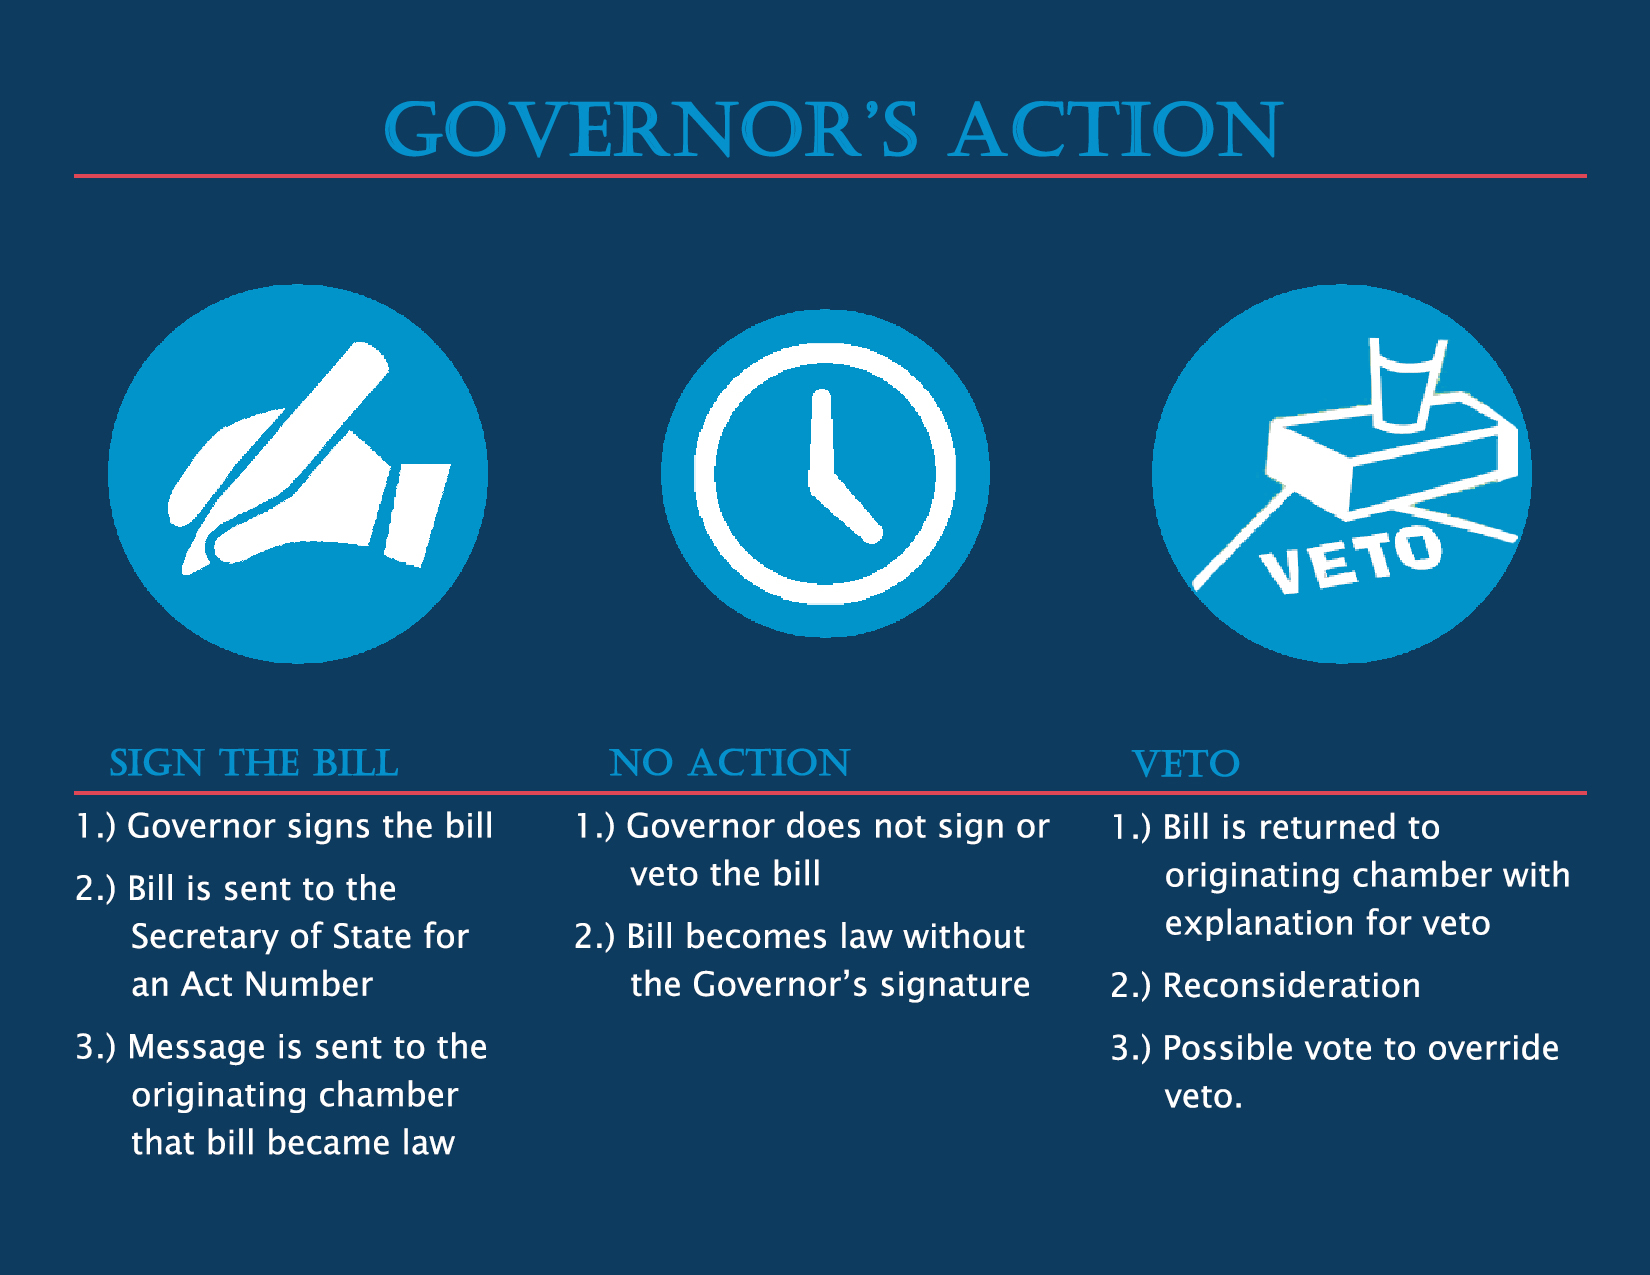 GOVERNOR'S ACTION
VETO
SIGN THE BILL
1.) Governor signs the bill
2.) Bill is sent to the
Secretary of State for
an Act Number
3.) Message is sent to the
originating chamber
that bill became law
NO ACTION
1.) Governor does not sign or
veto the bill
2.) Bill becomes law without
the Governor's signature
VETO
1.) Bill is returned to
originating chamber with
explanation for veto
2.) Reconsideration
3.) Possible vote to override
veto.